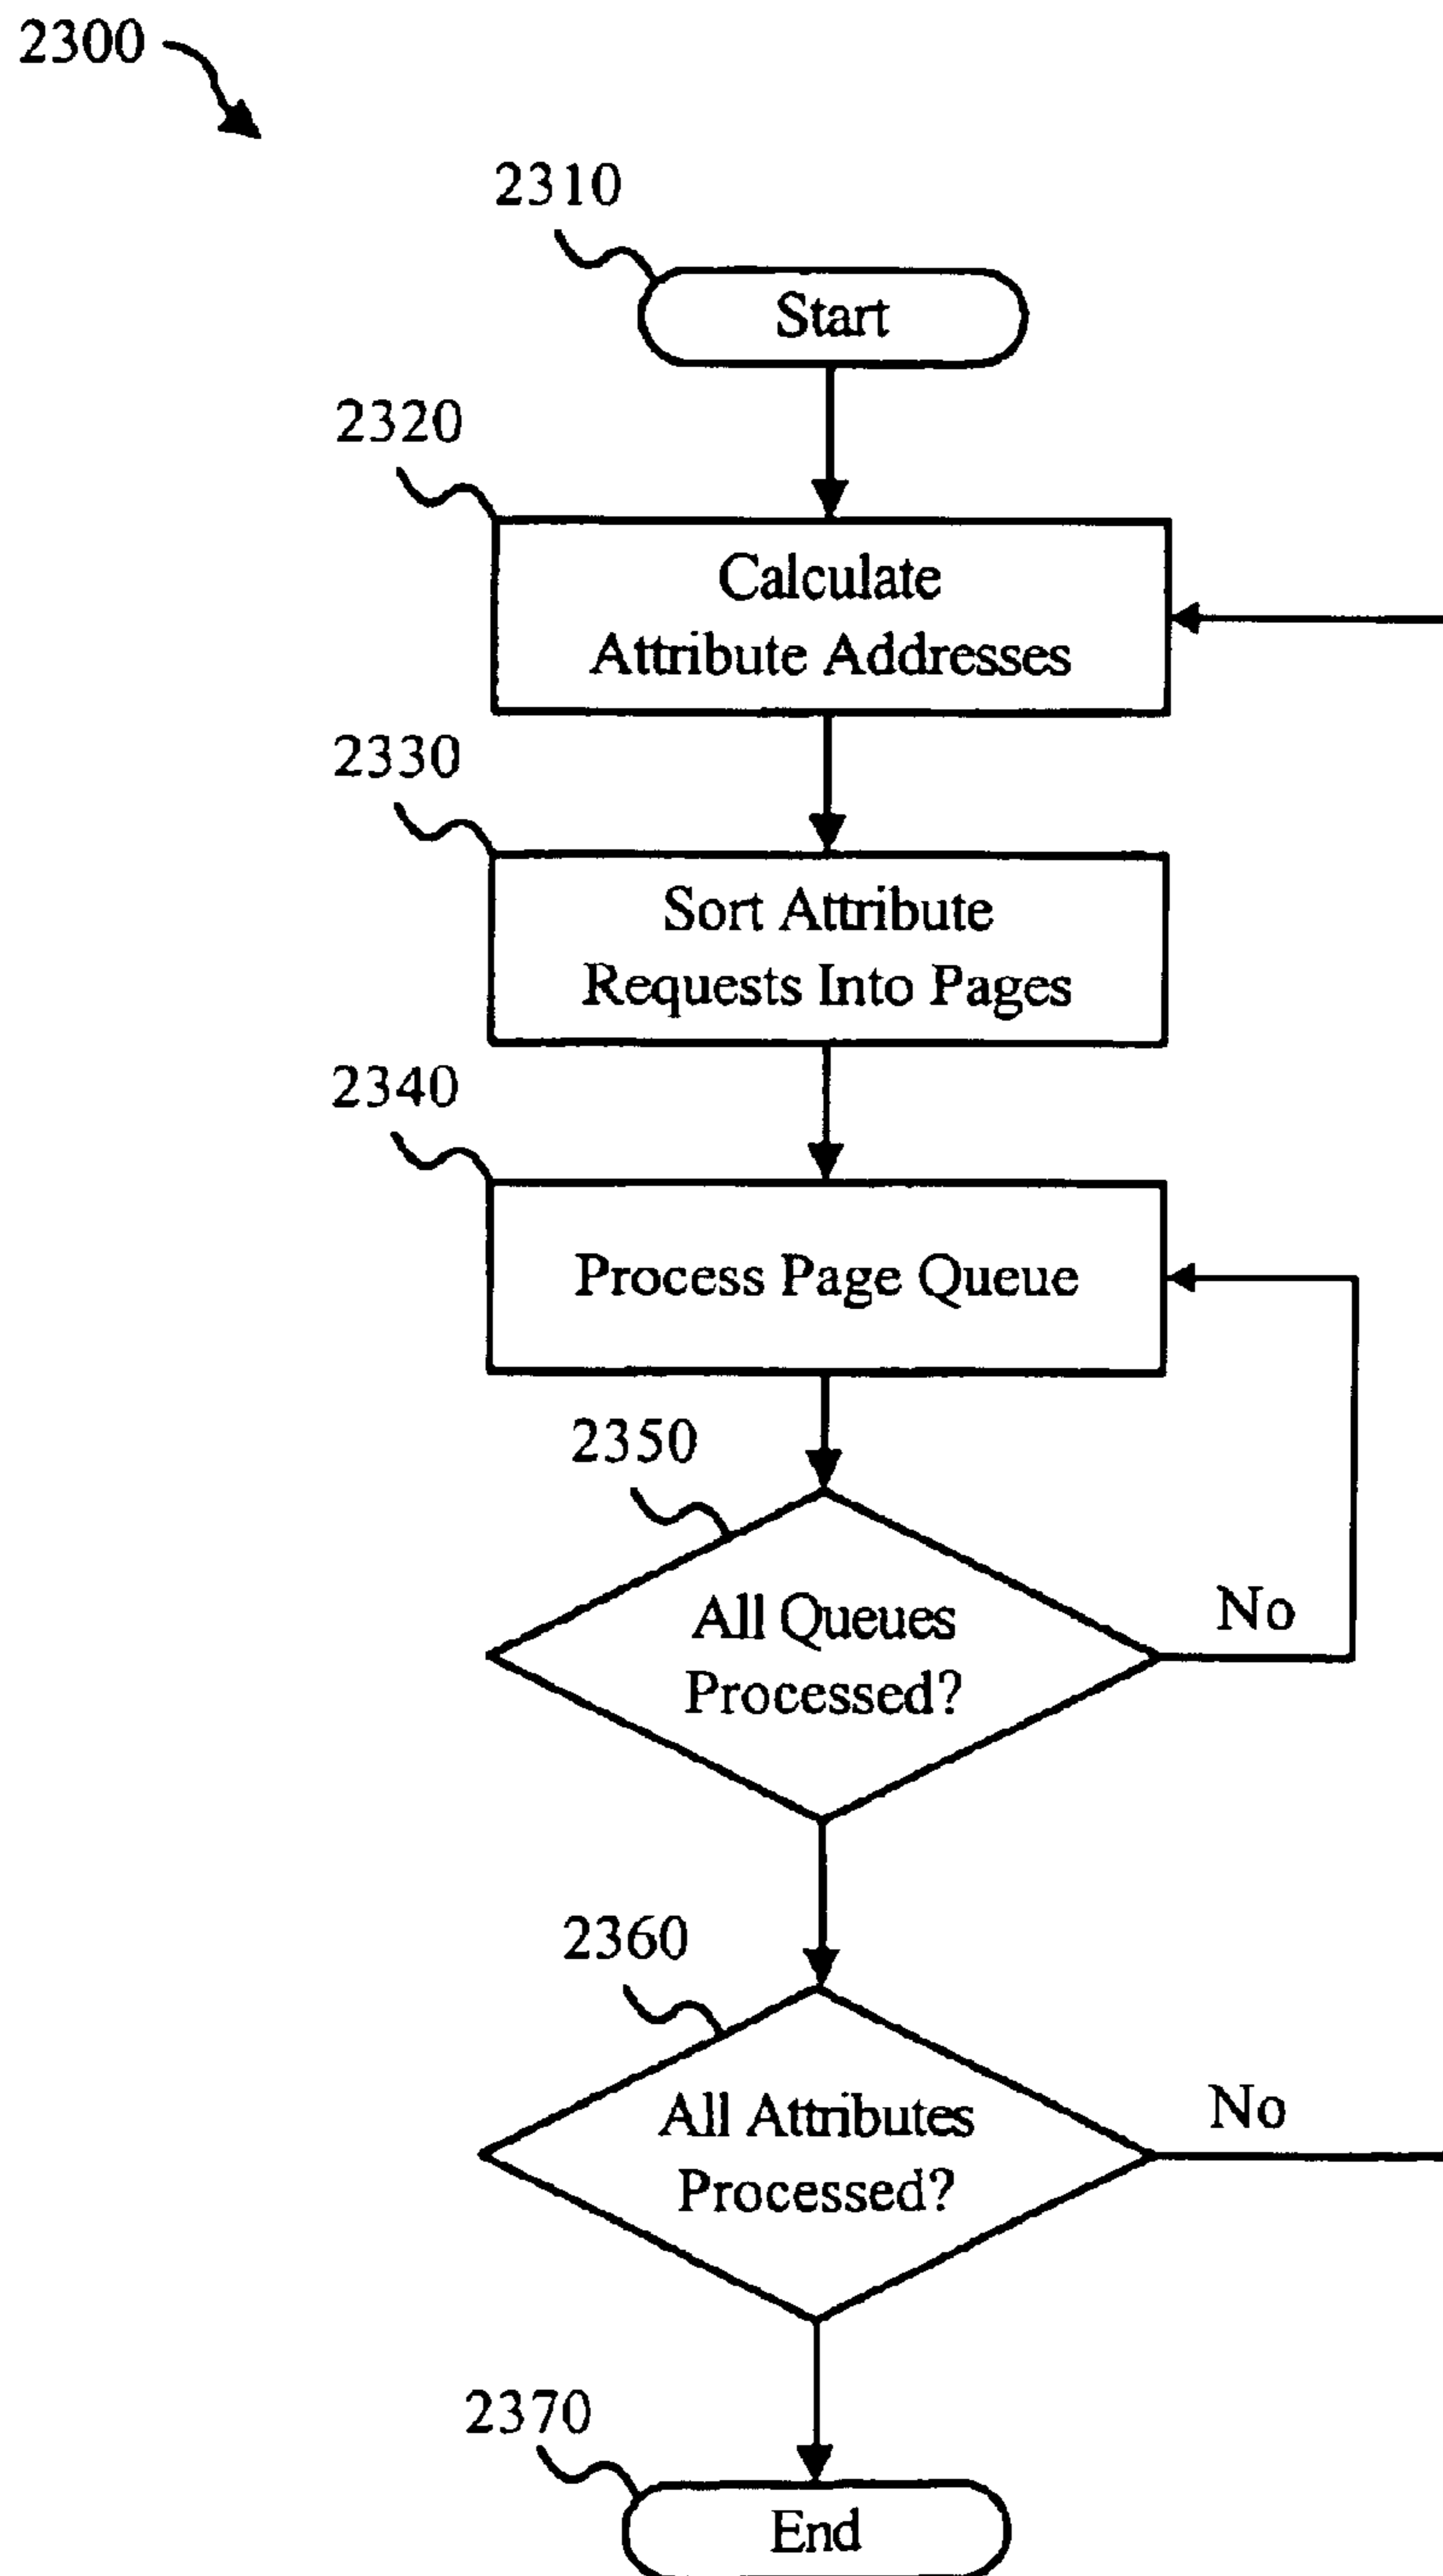 2300
2310
Start
2320
Calculate
Attribute Addresses
2330
Sort Attribute
Requests Into Pages
2340
Process Page Queue
2350
All Queues
Processed?
No
2360
All Attributes
Processed?
No
2370
End